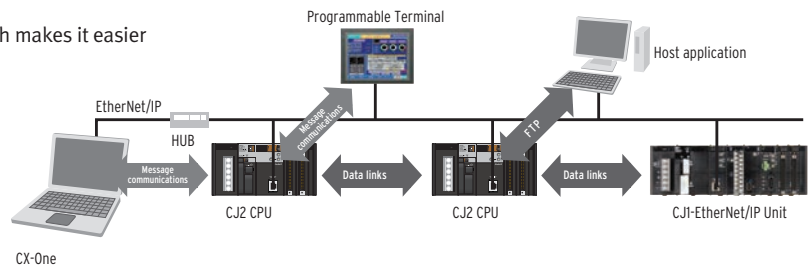 h makes it easier
Programmable Terminal
Host application
EtherNet/IP
HUB
Message
communications
FTP
Message
communications
Data links
Data links
CJ2 CPU
CJ2 CPU
CJ1-EtherNet/IP Unit
CX-One